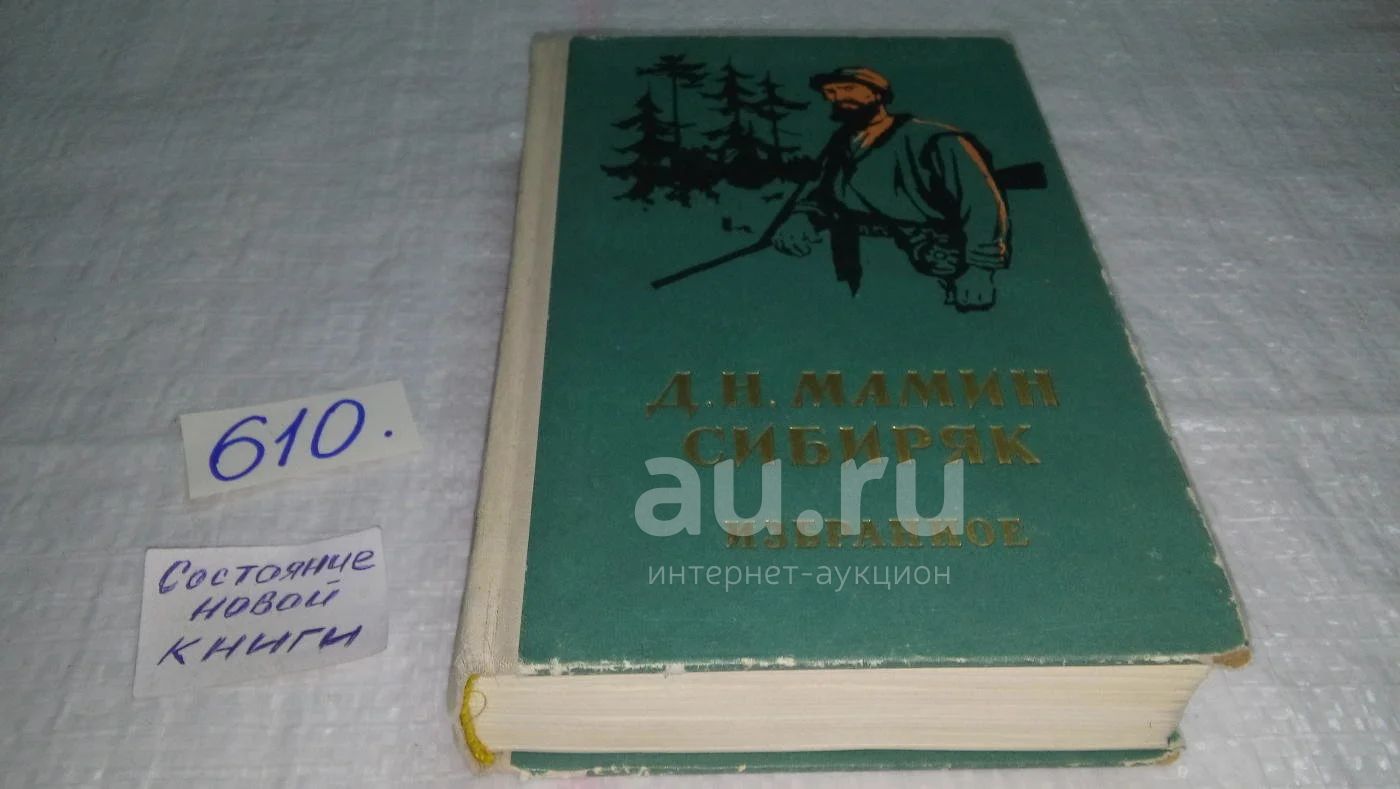 Д. Н. МАМИН
СИБИРЯК
ИЗБРАННОЕ
au.ru
интернет-аукцион
610.
Состояние
новой
книги